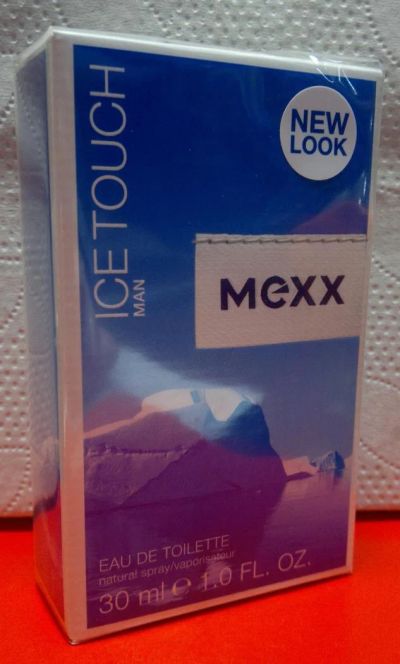 ICE TOUCH
MAN
NEW
LOOK
mexx
EAU DE TOILETTE
natural spray/vaporisateur
30 ml ℮ 1.0 FL. OZ.